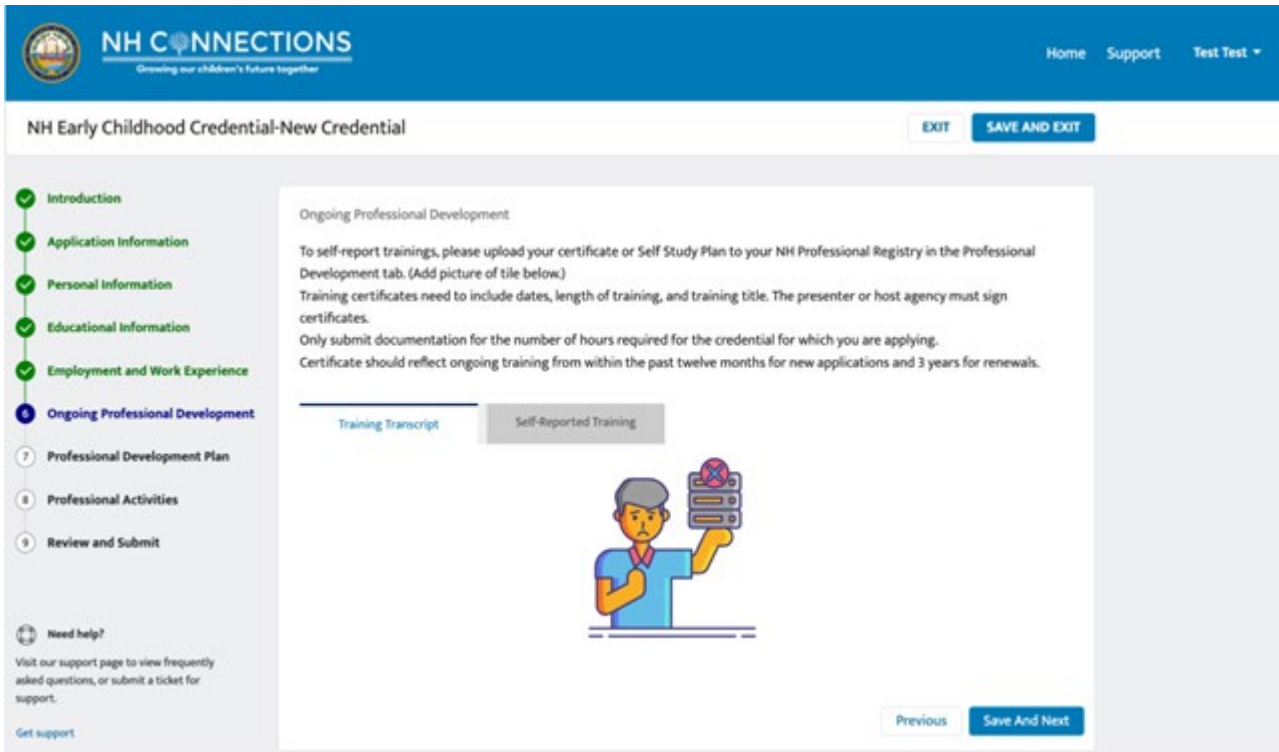 NH CONNECTIONS
Growing our children's future together
Home Support Test Test
NH Early Childhood Credential-New Credential
EXIT SAVE AND EXIT
Introduction
Application Information
Personal Information
Educational Information
Employment and Work Experience
6 Ongoing Professional Development
7 Professional Development Plan
8 Professional Activities
9 Review and Submit
Need help?
Visit our support page to view frequently
asked questions, or submit a ticket for
support.
Get support
Ongoing Professional Development
To self-report trainings, please upload your certificate or Self Study Plan to your NH Professional Registry in the Professional
Development tab. (Add picture of tile below.)
Training certificates need to include dates, length of training, and training title. The presenter or host agency must sign
certificates.
Only submit documentation for the number of hours required for the credential for which you are applying.
Certificate should reflect ongoing training from within the past twelve months for new applications and 3 years for renewals.
Training Transcript Self-Reported Training
Previous Save And Next